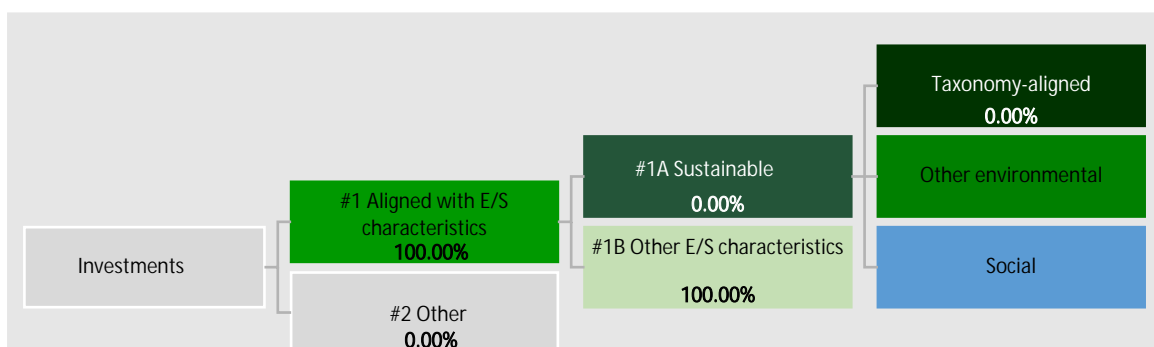 Investments
#1 Aligned with E/S
characteristics
100.00%
#2 Other
0.00%
#1A Sustainable
0.00%
#1B Other E/S characteristics
100.00%
Taxonomy-aligned
0.00%
Other environmental
Social